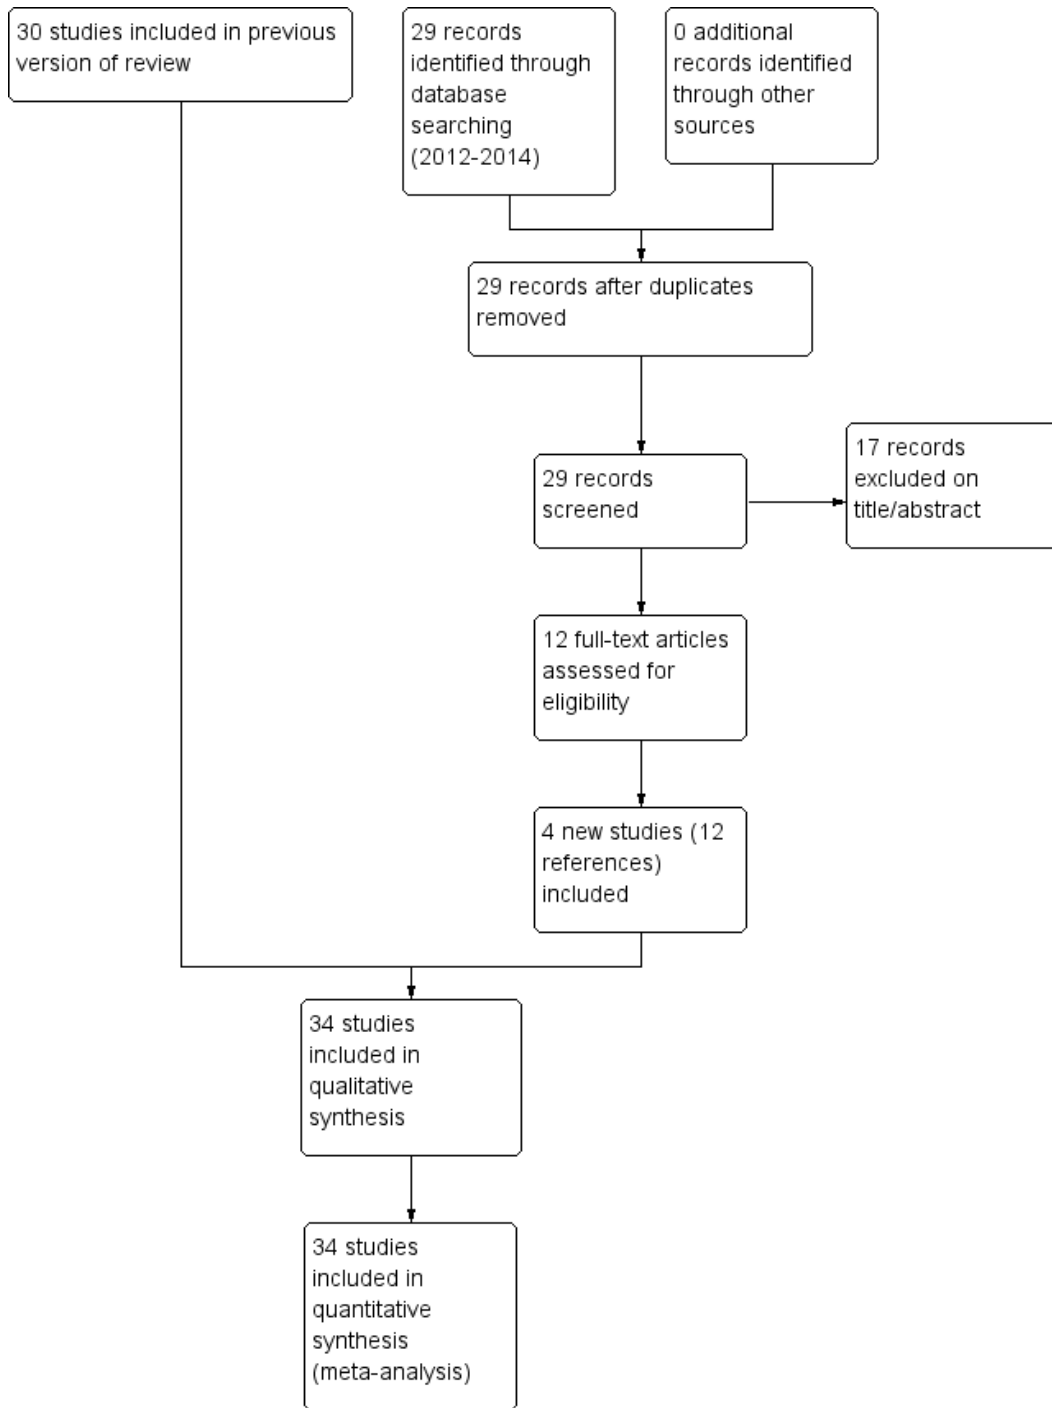 30 studies included in previous
version of review
29 records
identified through
database
searching
(2012-2014)
0 additional
records identified
through other
sources
29 records after duplicates
removed
29 records
screened
17 records
excluded on
title/abstract
12 full-text articles
assessed for
eligibility
4 new studies (12
references)
included
34 studies
included in
qualitative
synthesis
34 studies
included in
quantitative
synthesis
(meta-analysis)